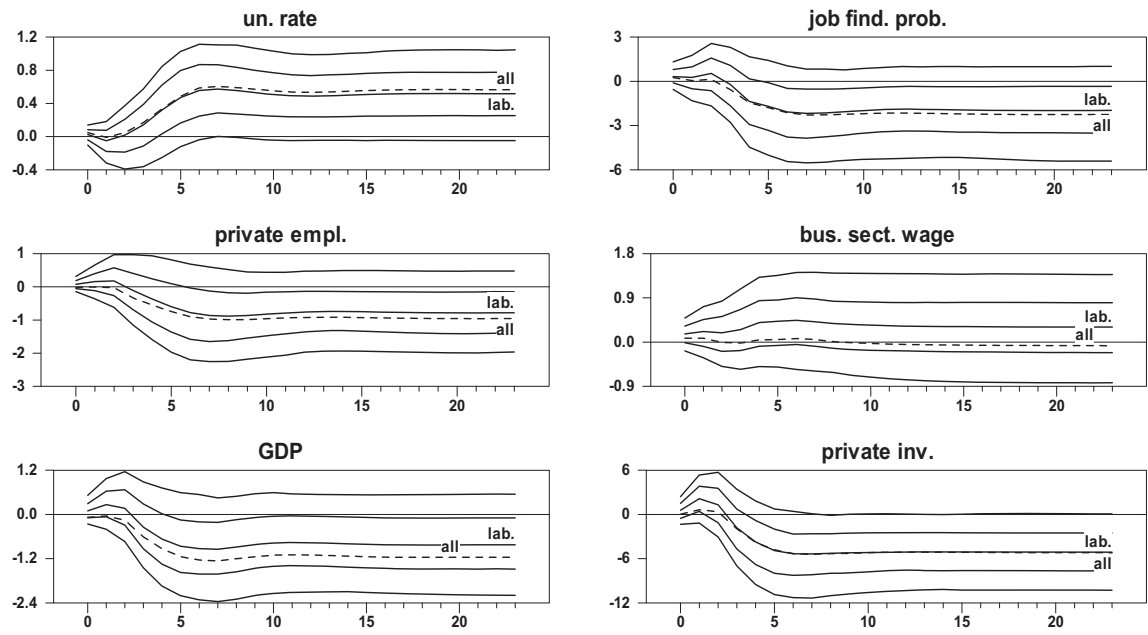 un. rate
1.2
0.8
0.4
0.0
-0.4
all
lab.
0 5 10 15 20
job find. prob.
3
0
-3
-6
lab.
all
0 5 10 15 20
private empl.
1
0
-1
-2
-3
lab.
all
0 5 10 15 20
bus. sect. wage
1.8
0.9
0.0
-0.9
lab.
all
0 5 10 15 20
GDP
1.2
0.0
-1.2
-2.4
lab.
all
0 5 10 15 20
private inv.
6
0
-6
-12
lab.
all
0 5 10 15 20